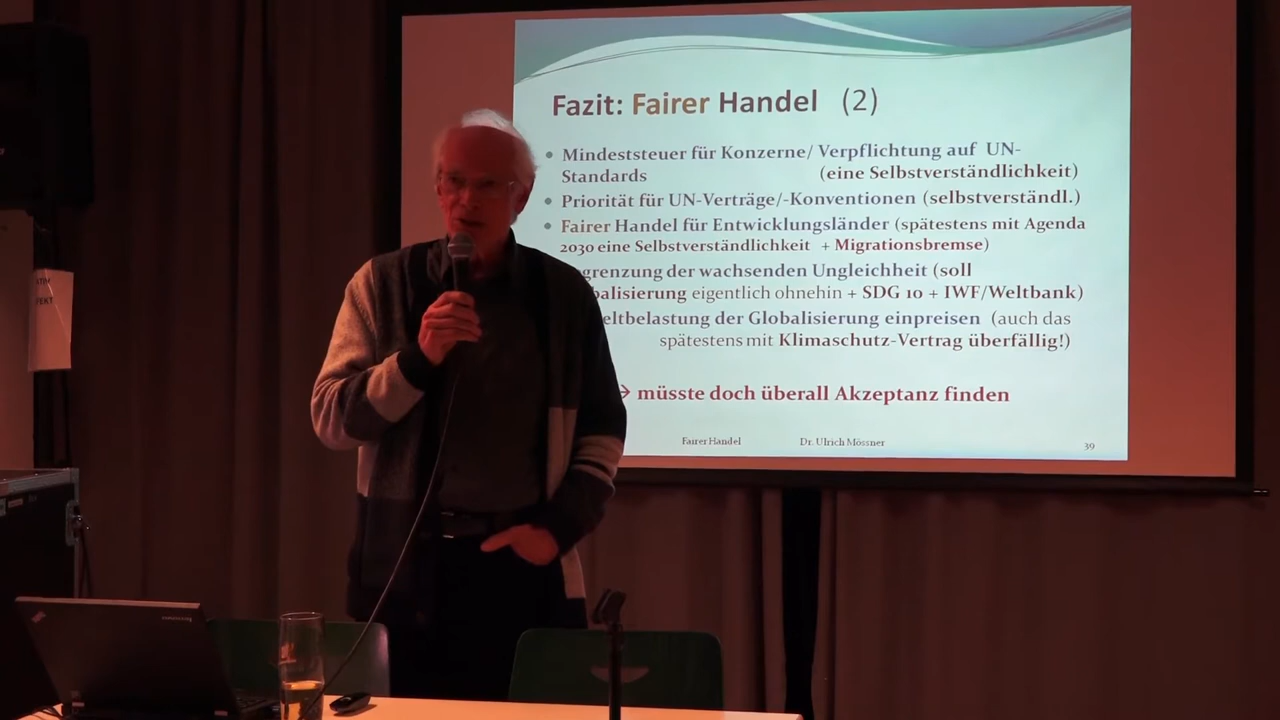 Fazit: Fairer Handel (2)
• Mindeststeuer für Konzerne/ Verpflichtung auf UN-
Standards (eine Selbstverständlichkeit)
• Priorität für UN-Verträge/-Konventionen (selbstverständl.)
• Fairer Handel für Entwicklungsländer (spätestens mit Agenda
2030 eine Selbstverständlichkeit + Migrationsbremse)
grenzung der wachsenden Ungleichheit (soll
balisierung eigentlich ohnehin + SDG 10 + IWF/Weltbank)
eltbelastung der Globalisierung einpreisen (auch das
spätestens mit Klimaschutz-Vertrag überfällig!)
→ müsste doch überall Akzeptanz finden
Fairer Handel Dr. Ulrich Mössner 39